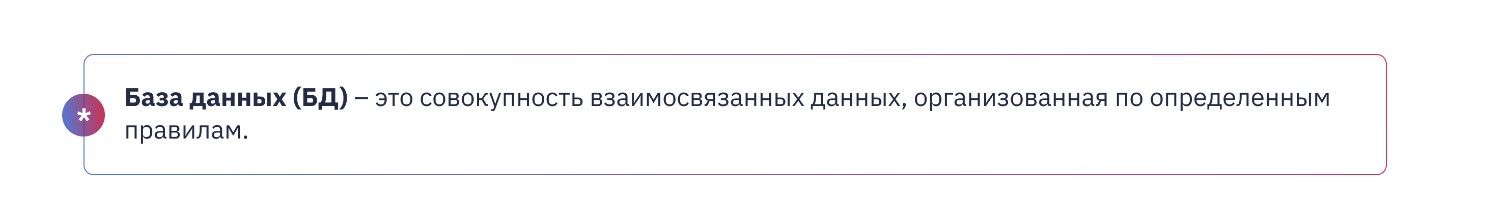 База данных (БД) – это совокупность взаимосвязанных данных, организованная по определенным
правилам.
*